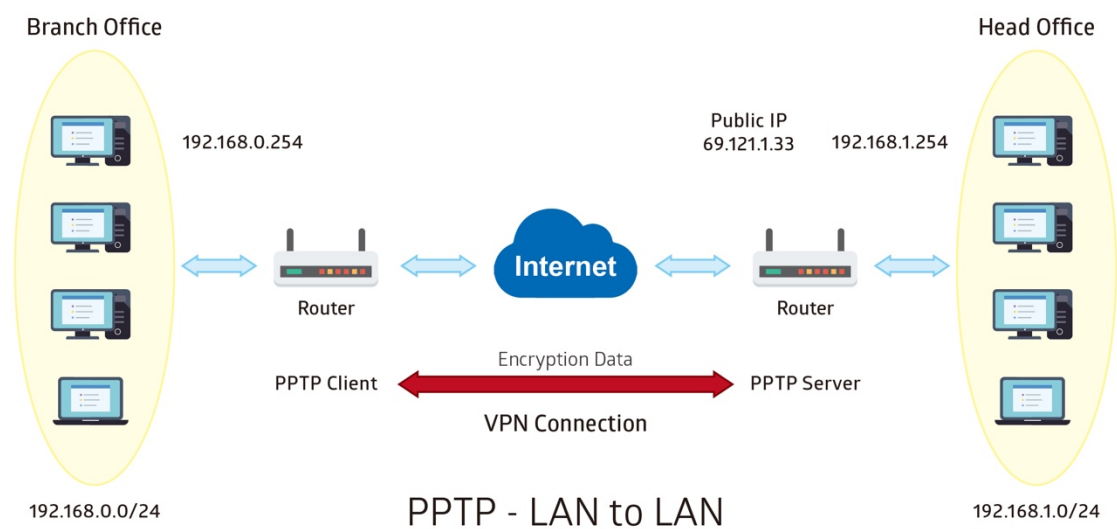 Branch Office
Head Office
192.168.0.254
Public IP
69.121.1.33
192.168.1.254
Internet
Router
Router
Encryption Data
PPTP Client
PPTP Server
VPN Connection
192.168.0.0/24
PPTP - LAN to LAN
192.168.1.0/24